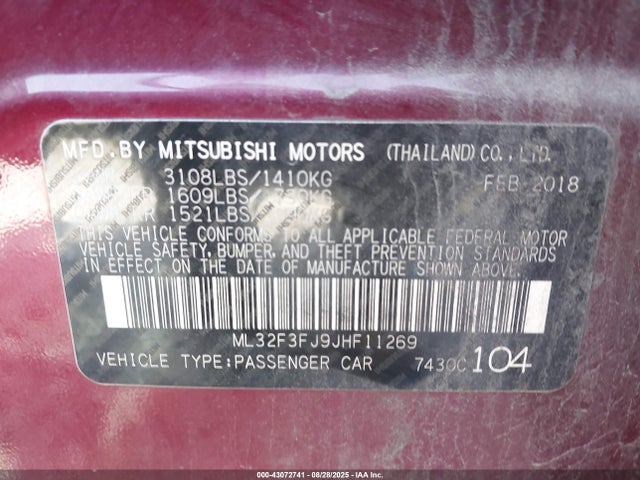 MFD.BY MITSUBISHI MOTORS (THAILAND)CO.,LTD.
3108LBS/1410KG FEB 2018
1609LBS
1521LBS
THIS VEHICLE CONFORMS TO ALL APPLICABLE FEDERAL MOTOR
VEHICLE SAFETY, BUMPER, AND THEFT PREVENTION STANDARDS
IN EFFECT ON THE DATE OF MANUFACTURE SHOWN ABOVE.
ML32F3FJ9JHF11269
VEHICLE TYPE:PASSENGER CAR 7430C 104
000-43072741 - 08/28/2025 - IAA Inc.